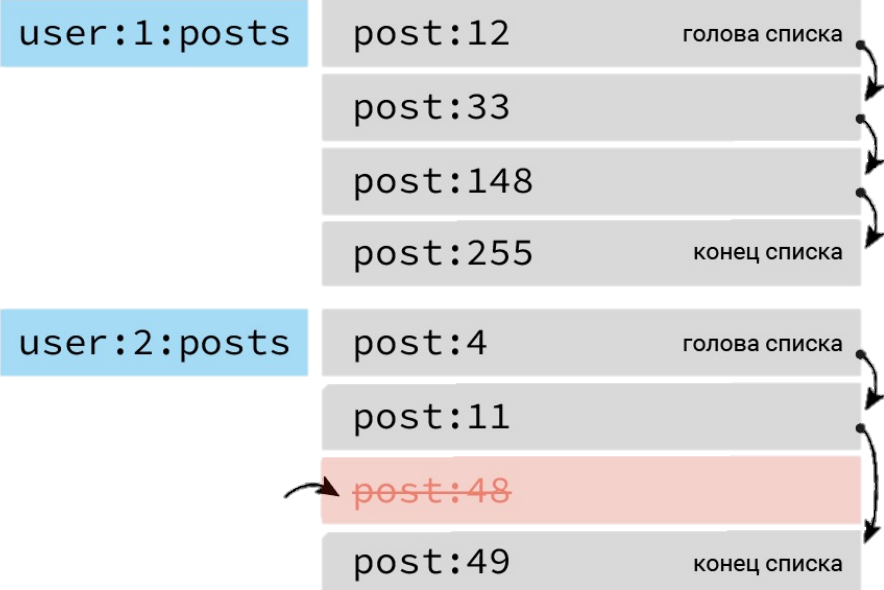 user:1:posts
post:12 голова списка
post:33
post:148
post:255 конец списка
user:2:posts
post:4 голова списка
post:11
post:48
post:49 конец списка